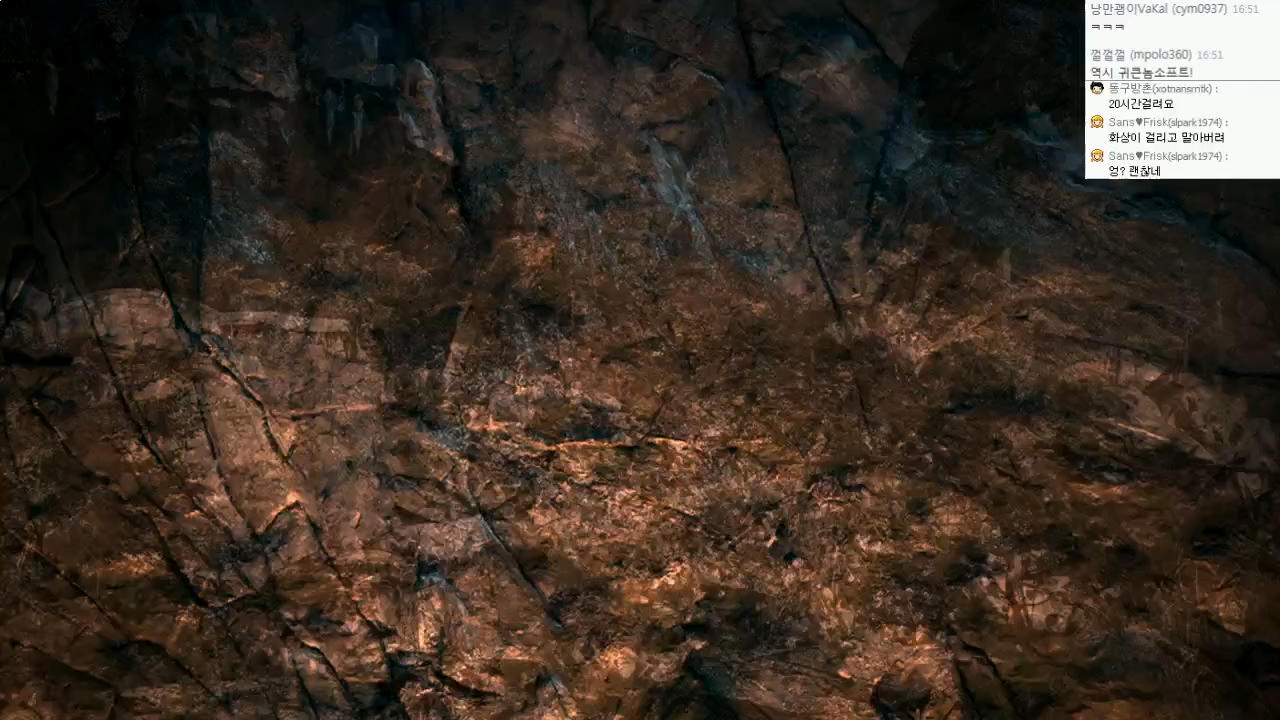 낭만괭이VaKal (cym0937) 16:51
ㅋㅋㅋ
껄껄껄 (mpolo360) 16:51
역시 귀큰놈소프트!
동구방촌(xotnansmtk) :
20시간걸려요
Sans♥Frisk(slpark1974) :
화상이 걸리고 말아버려
Sans♥Frisk(slpark1974) :
엉? 괜찮네